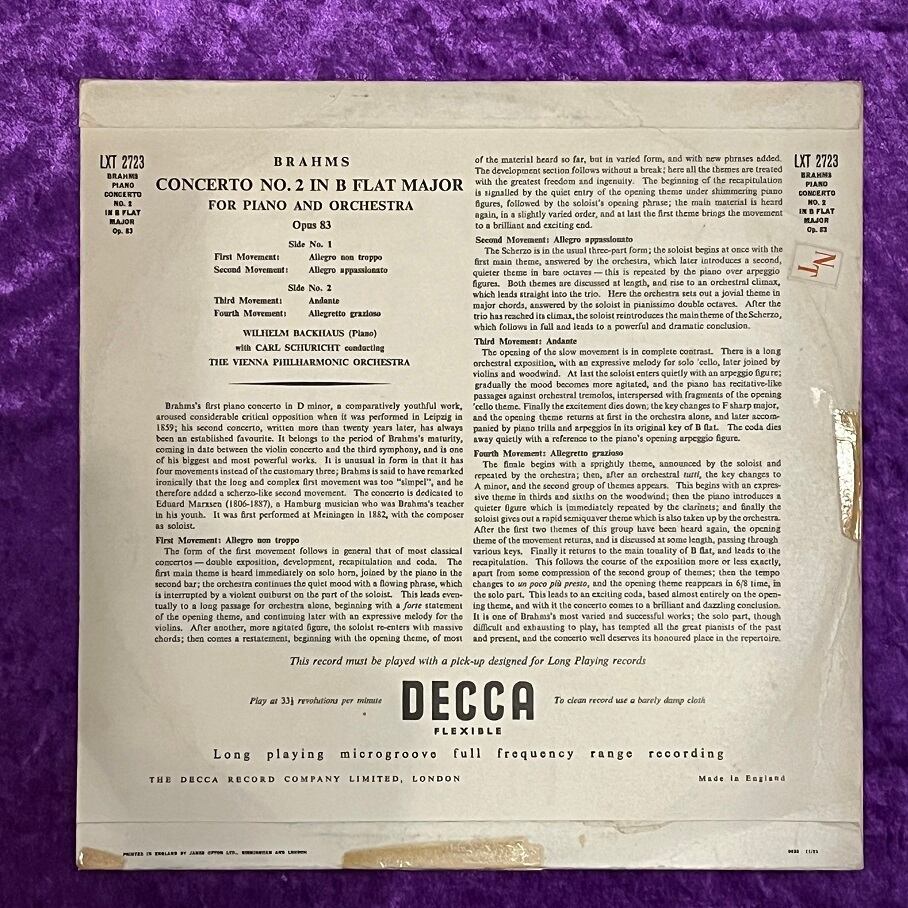 LXT 2723
BRAHMS
PIANO
CONCERTO
NO. 2
IN B FLAT
MAJOR
Op. 83
BRAHMS
CONCERTO NO. 2 IN B FLAT MAJOR
FOR PIANO AND ORCHESTRA
Opus 83
Side No. 1
First Movement: Allegro non troppo
Second Movement: Allegro appassionato
Side No. 2
Third Movement: Andante
Fourth Movement: Allegretto grazioso
WILHELM BACKHAUS (Piano)
with CARL SCHURICHT conducting
THE VIENNA PHILHARMONIC ORCHESTRA
Brahms's first piano concerto in D minor, a comparatively youthful work,
aroused considerable critical opposition when it was performed in Leipzig in
1859; his second concerto, written more than twenty years later, has always
been an established favourite. It belongs to the period of Brahms's maturity,
coming in date between the violin concerto and the third symphony, and is one
of his biggest and most powerful works. It is unusual in form in that it has
four movements instead of the customary three; Brahms is said to have remarked
ironically that the long and complex first movement was too "simpel", and he
therefore added a scherzo-like second movement. The concerto is dedicated to
Eduard Marxsen (1806-1887), a Hamburg musician who was Brahms's teacher
in his youth. It was first performed at Meiningen in 1882, with the composer
as soloist.
First Movement: Allegro non troppo
The form of the first movement follows in general that of most classical
concertos — double exposition, development, recapitulation and coda. The
first main theme is heard immediately on solo horn, joined by the piano in the
second bar; the orchestra continues the quiet mood with a flowing phrase, which
is interrupted by a violent outburst on the part of the soloist. This leads even-
tually to a long passage for orchestra alone, beginning with a forte statement
of the opening theme, and continuing later with an expressive melody for the
violins. After another, more agitated figure, the soloist re-enters with massive
chords; then comes a restatement, beginning with the opening theme, of most
of the material heard so far, but in varied form, and with new phrases added.
The development section follows without a break; here all the themes are treated
with the greatest freedom and ingenuity. The beginning of the recapitulation
is signalled by the quiet entry of the opening theme under shimmering piano
figures, followed by the soloist's opening phrase; the main material is heard
again, in a slightly varied order, and at last the first theme brings the movement
to a brilliant and exciting end.
Second Movement: Allegro appassionato
The Scherzo is in the usual three-part form; the soloist begins at once with the
first main theme, answered by the orchestra, which later introduces a second,
quieter theme in bare octaves — this is repeated by the piano over arpeggio
figures. Both themes are discussed at length, and rise to an orchestral climax,
which leads straight into the trio. Here the orchestra sets out a jovial theme in
major chords, answered by the soloist in pianissimo double octaves. After the
trio has reached its climax, the soloist reintroduces the main theme of the Scherzo,
which follows in full and leads to a powerful and dramatic conclusion.
Third Movement: Andante
The opening of the slow movement is in complete contrast. There is a long
orchestral exposition, with an expressive melody for solo 'cello, later joined by
violins and woodwind. At last the soloist enters quietly with an arpeggio figure;
gradually the mood becomes more agitated, and the piano has recitative-like
passages against orchestral tremolos, interspersed with fragments of the opening
'cello theme. Finally the excitement dies down; the key changes to F sharp major,
and the opening theme returns at first in the orchestra alone, and later accom-
panied by piano trills and arpeggios in its original key of B flat. The coda dies
away quietly with a reference to the piano's opening arpeggio figure.
Fourth Movement: Allegretto grazioso
The finale begins with a sprightly theme, announced by the soloist and
repeated by the orchestra; then, after an orchestral tutti, the key changes to
A minor, and the second group of themes appears. This begins with an expres-
sive theme in thirds and sixths on the woodwind; then the piano introduces a
quieter figure which is immediately repeated by the clarinets; and finally the
soloist gives out a rapid semiquaver theme which is also taken up by the orchestra.
After the first two themes of this group have been heard again, the opening
theme of the movement returns, and is discussed at some length, passing through
various keys. Finally it returns to the main tonality of B flat, and leads to the
recapitulation. This follows the course of the exposition more or less exactly,
apart from some compression of the second group of themes; then the tempo
changes to un poco più presto, and the opening theme reappears in 6/8 time, in
the solo part. This leads to an exciting coda, based almost entirely on the open-
ing theme, and with it the concerto comes to a brilliant and dazzling conclusion.
It is one of Brahms's most varied and successful works; the solo part, though
difficult and exhausting to play, has tempted all the great pianists of the past
and present, and the concerto well deserves its honoured place in the repertoire.
LXT 2723
BRAHMS
PIANO
CONCERTO
NO. 2
IN B FLAT
MAJOR
Op. 83
NT
This record must be played with a pick-up designed for Long Playing records
Play at 33⅓ revolutions per minute
DECCA
FLEXIBLE
To clean record use a barely damp cloth
Long playing microgroove full frequency range recording
THE DECCA RECORD COMPANY LIMITED, LONDON
Made in England
PRINTED IN ENGLAND BY JAMES UPTON LTD., BIRMINGHAM AND LONDON